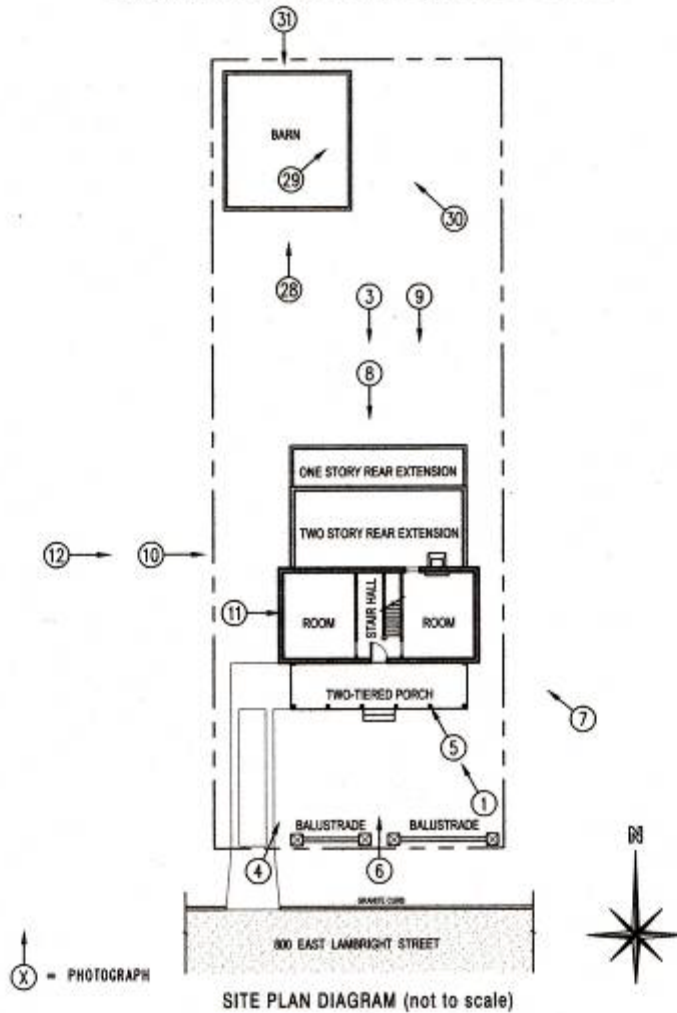 31
BARN
29
30
28
3 9
8
ONE STORY REAR EXTENSION
TWO STORY REAR EXTENSION
12 10
11 ROOM STAIR HALL ROOM
TWO-TIERED PORCH
7
5
1
BALUSTRADE BALUSTRADE
N
4 6
GRANITE CURB
800 EAST LAMBRIGHT STREET
X = PHOTOGRAPH
SITE PLAN DIAGRAM (not to scale)